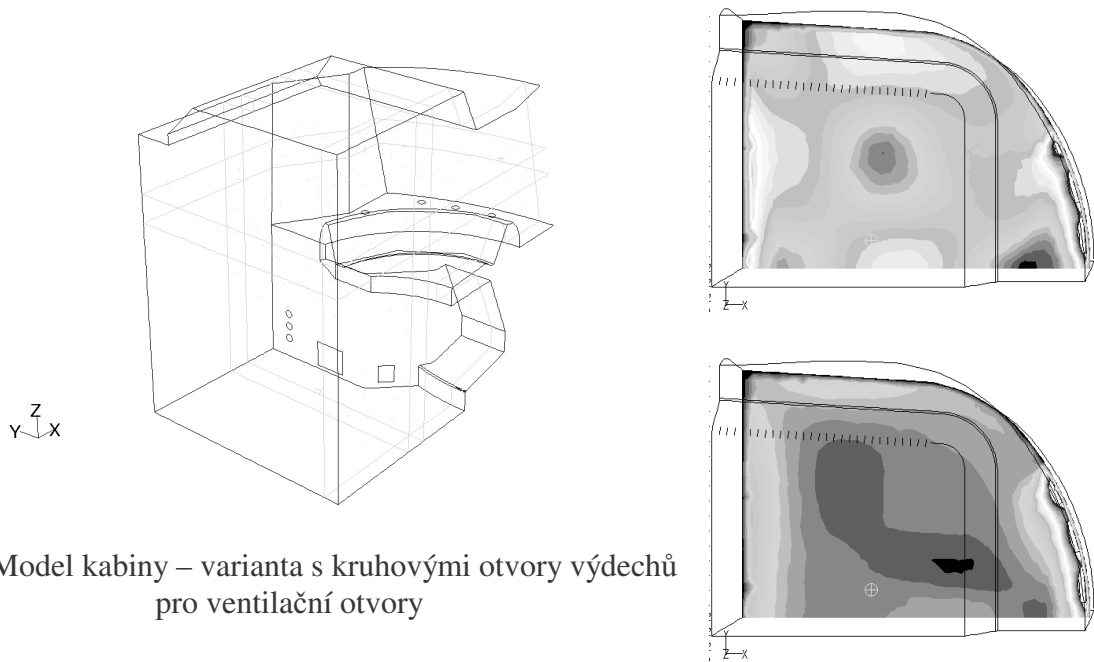 Z
Y X
Model kabiny – varianta s kruhovými otvory výdechů
pro ventilační otvory
Y
Z X
Y
Z X